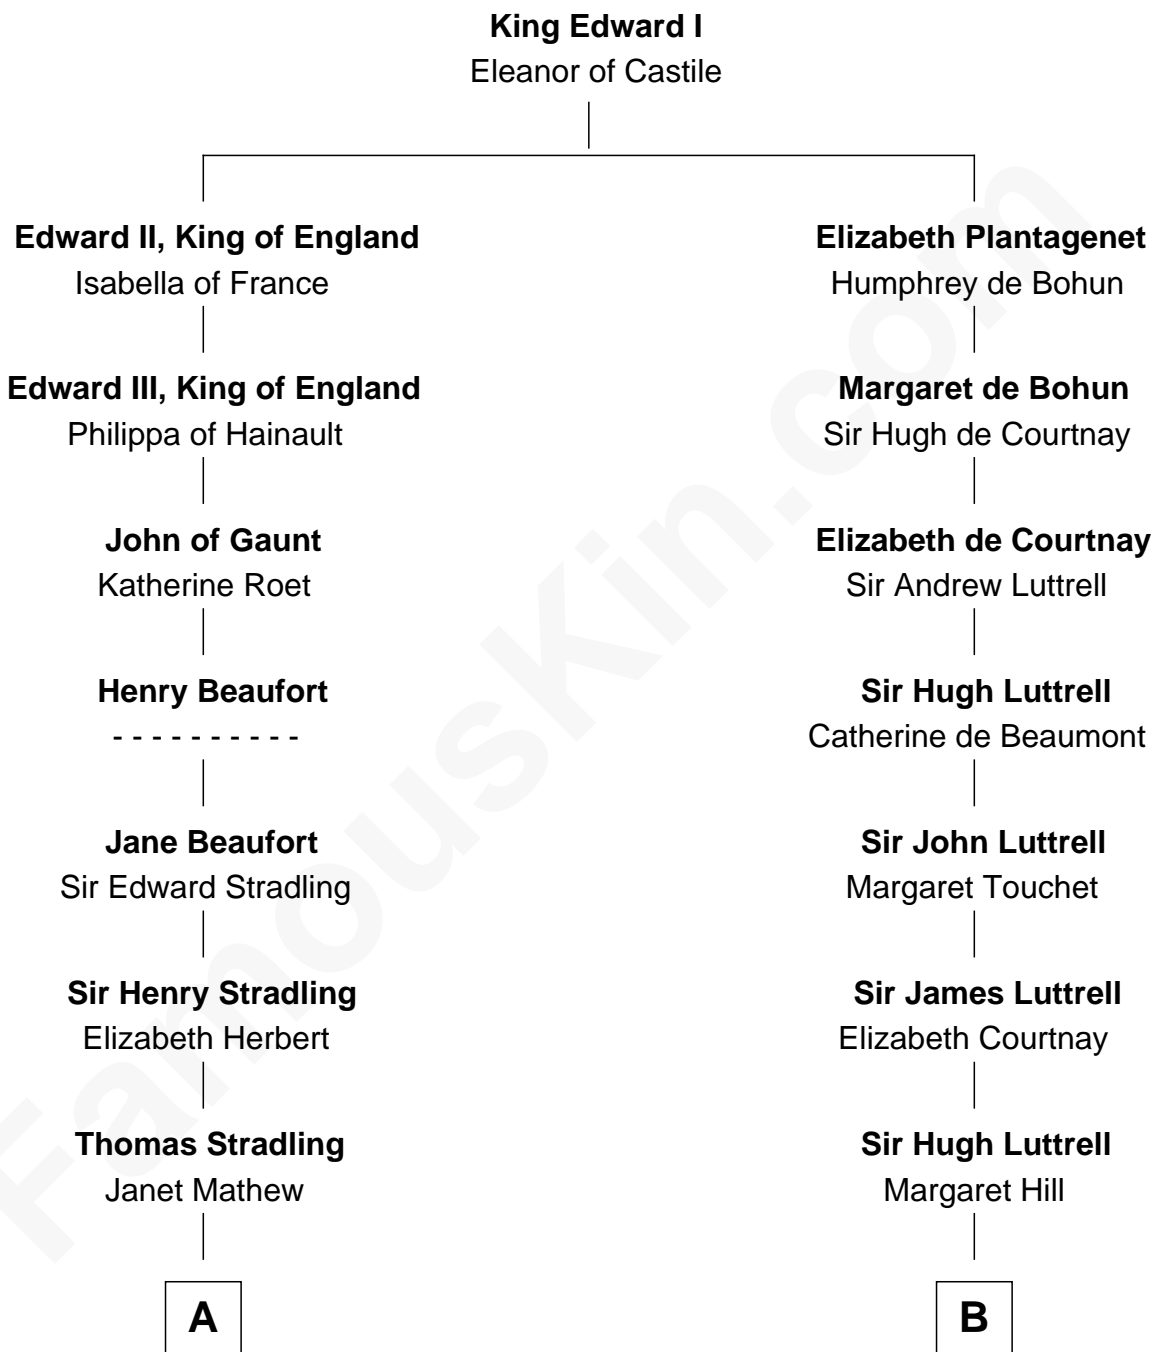 King Edward I
Eleanor of Castile
Edward II, King of England
Isabella of France
Elizabeth Plantagenet
Humphrey de Bohun
Edward III, King of England
Philippa of Hainault
Margaret de Bohun
Sir Hugh de Courtnay
John of Gaunt
Katherine Roet
Elizabeth de Courtnay
Sir Andrew Luttrell
Henry Beaufort
- - - - - - - - - -
Sir Hugh Luttrell
Catherine de Beaumont
Jane Beaufort
Sir Edward Stradling
Sir John Luttrell
Margaret Touchet
Sir Henry Stradling
Elizabeth Herbert
Sir James Luttrell
Elizabeth Courtnay
Thomas Stradling
Janet Mathew
Sir Hugh Luttrell
Margaret Hill
A
B
FamousKin.com